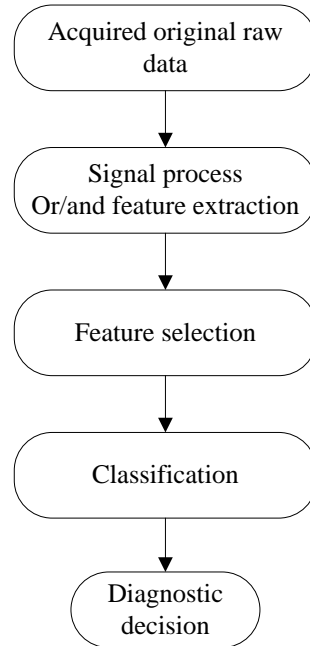 Acquired original raw
data
Signal process
Or/and feature extraction
Feature selection
Classification
Diagnostic
decision